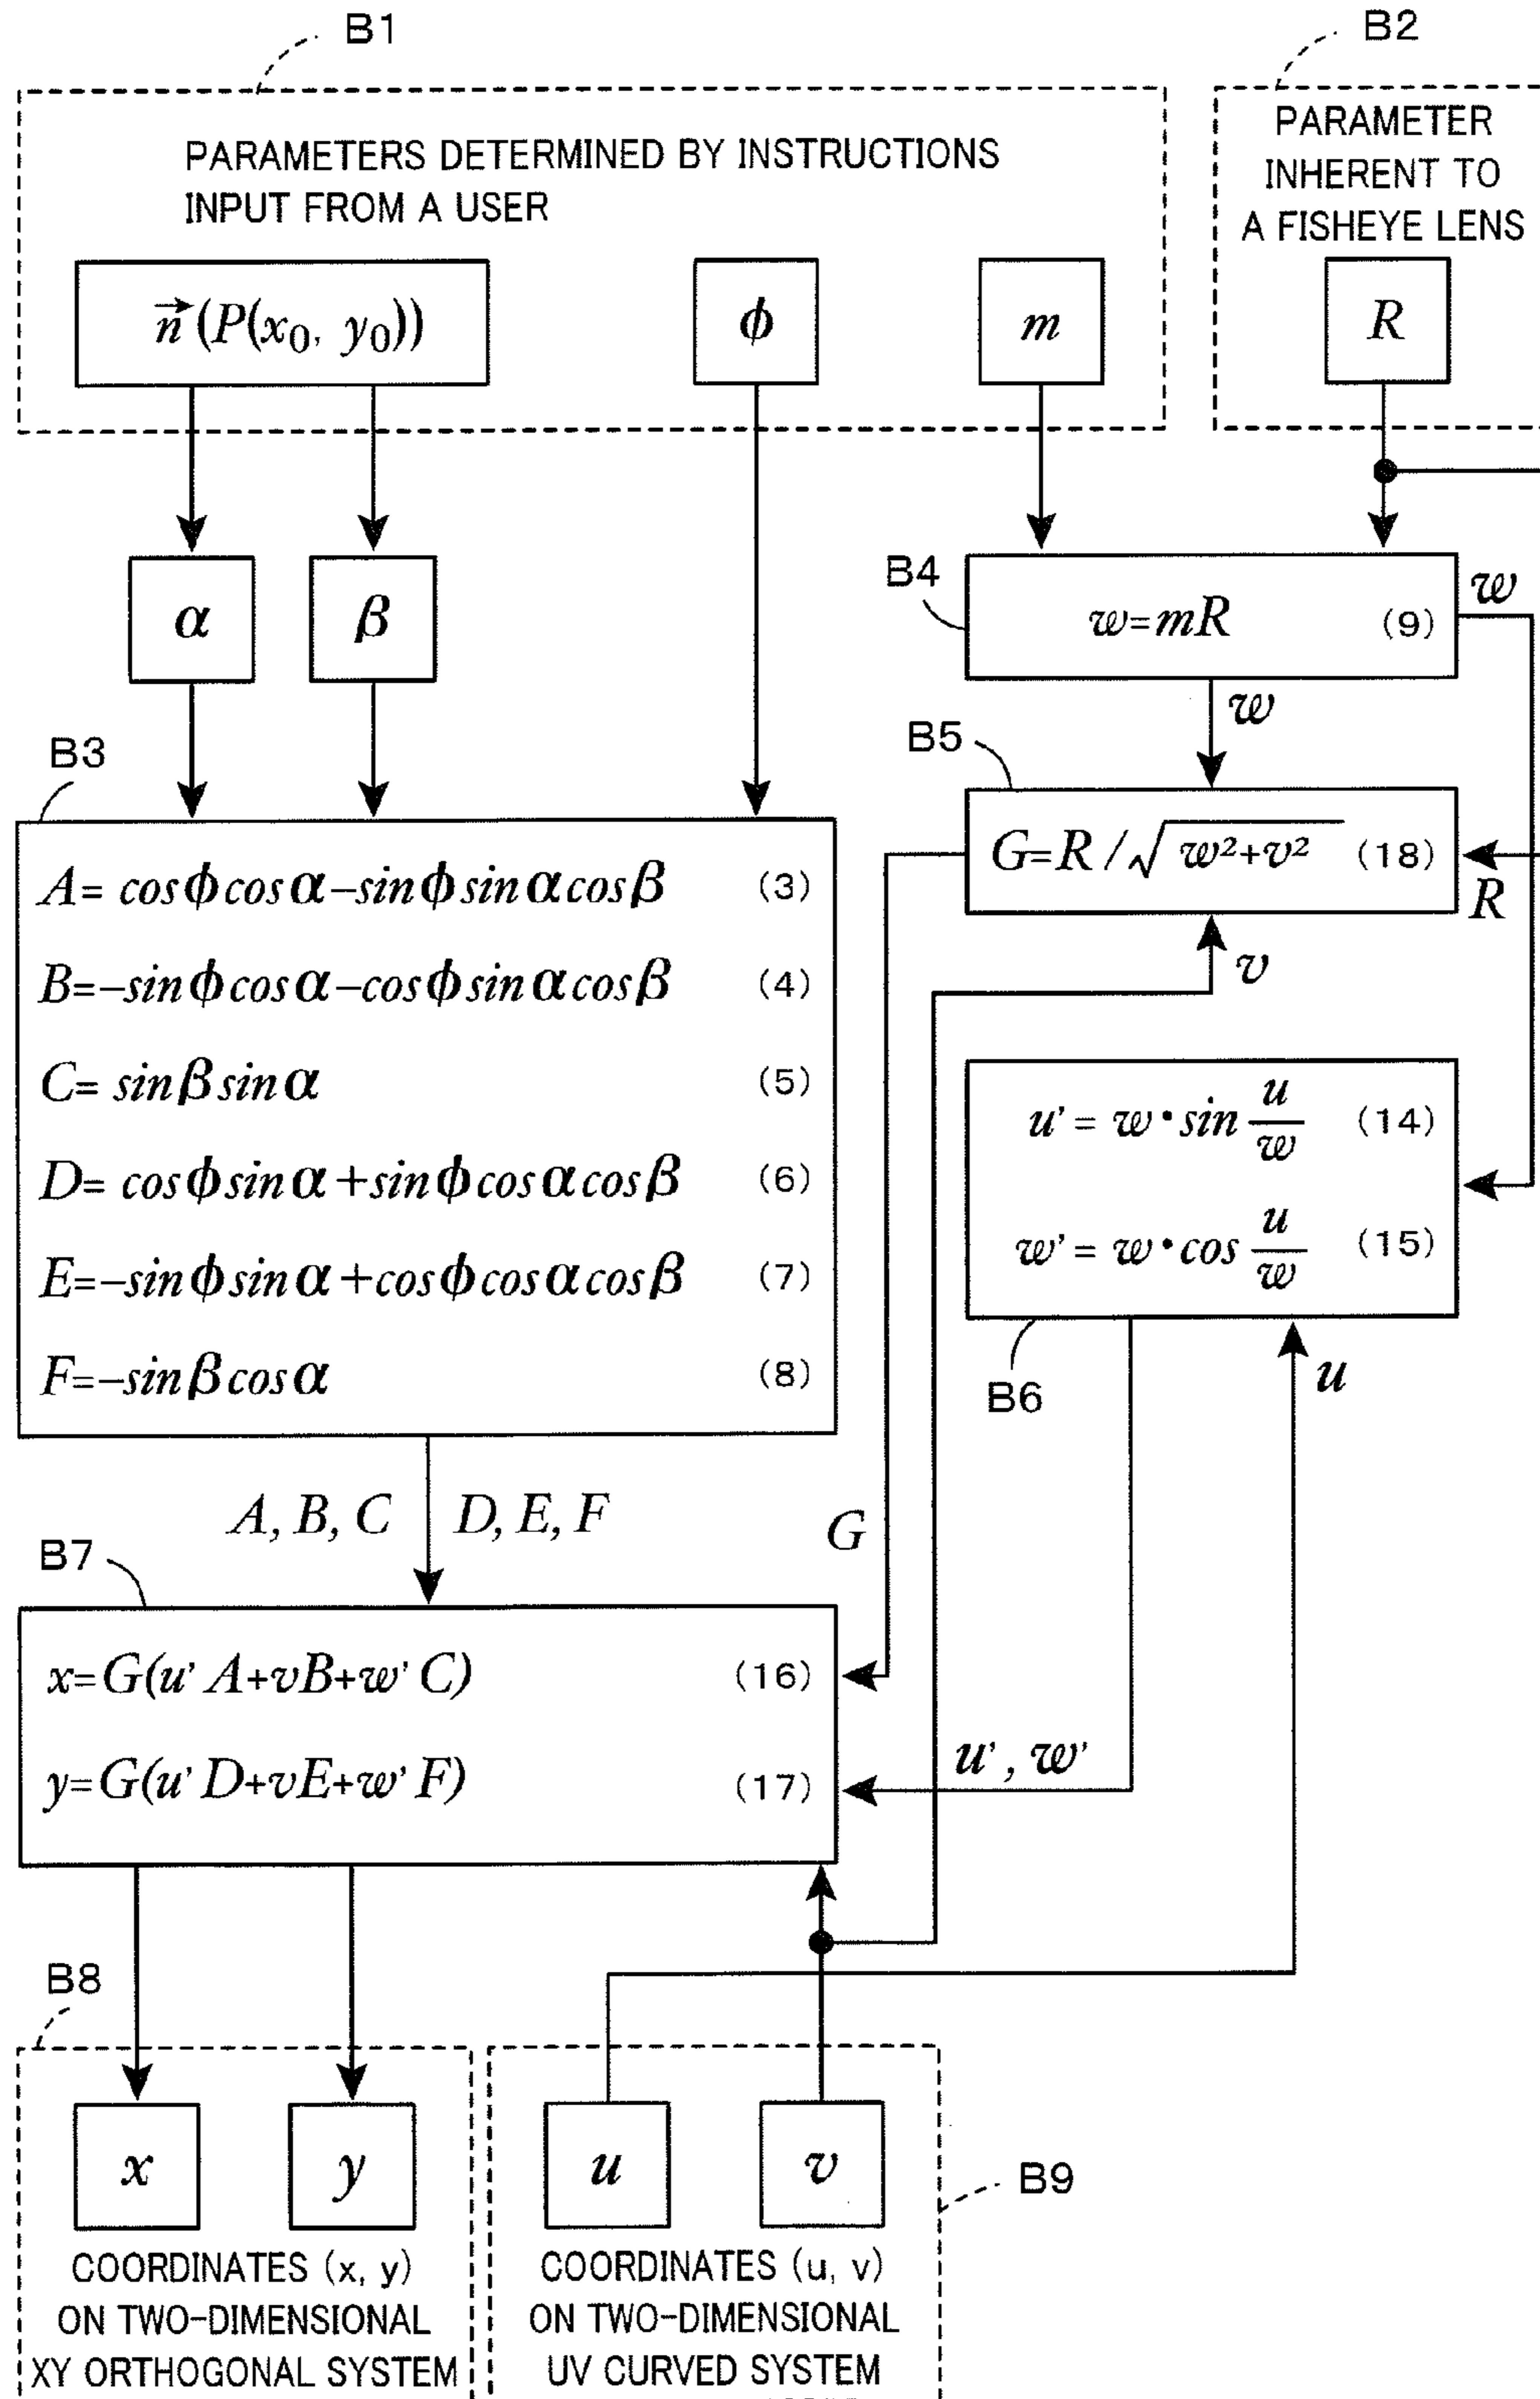 B1
B2
PARAMETERS DETERMINED BY INSTRUCTIONS
INPUT FROM A USER
PARAMETER
INHERENT TO
A FISHEYE LENS
n⃗ (P(x₀, y₀))
ϕ
m
R
α
β
B4
w=mR (9)
w
w
B5
G=R/√(w²+v²) (18)
R
v
B3
A= cosϕcosα−sinϕsinαcosβ (3)
B=−sinϕcosα−cosϕsinαcosβ (4)
C= sinβsinα (5)
D= cosϕsinα+sinϕcosαcosβ (6)
E=−sinϕsinα+cosϕcosαcosβ (7)
F=−sinβcosα (8)
u' = w・sin u/w (14)
w' = w・cos u/w (15)
B6
u
A, B, C D, E, F
G
B7
x=G(u' A+vB+w' C) (16)
y=G(u' D+vE+w' F) (17)
u', w'
B8
x
y
u
v
B9
COORDINATES (x, y)
ON TWO-DIMENSIONAL
XY ORTHOGONAL SYSTEM
COORDINATES (u, v)
ON TWO-DIMENSIONAL
UV CURVED SYSTEM